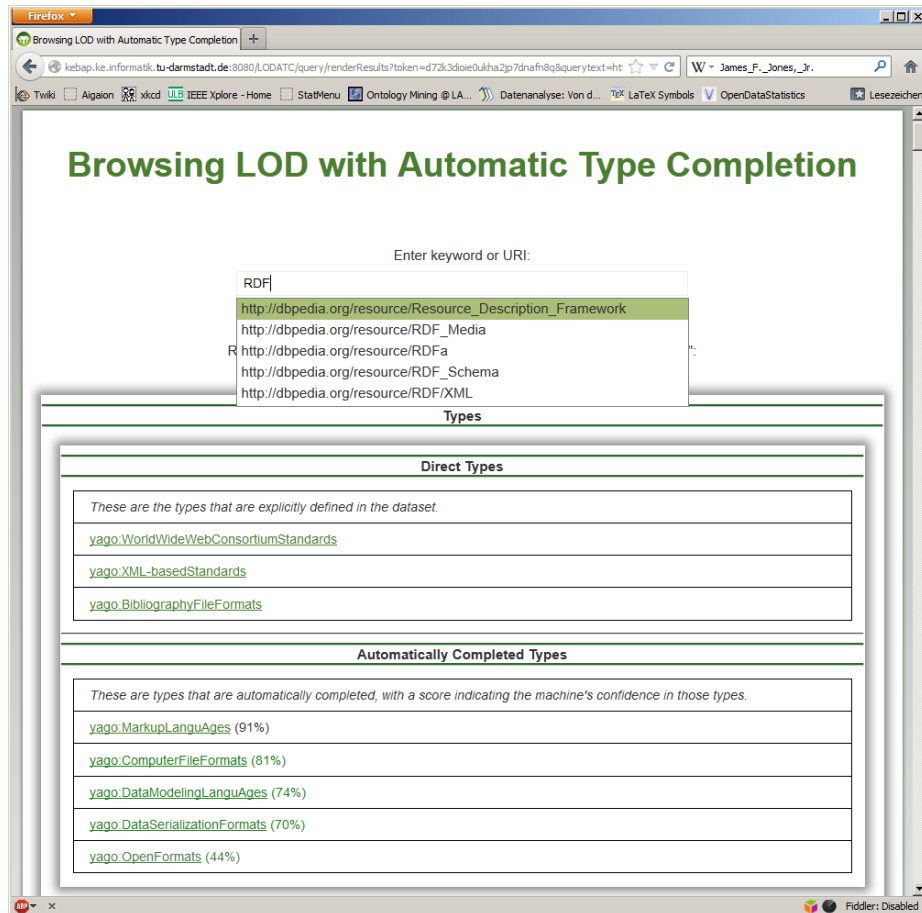 Firefox
Browsing LOD with Automatic Type Completion
kebap.ke.informatik.tu-darmstadt.de:8080/LODATC/query/renderResults?token=d72k3dioie0ukha2jp7dnafn8q&querytext=ht
W James_F._Jones,_Jr.
Twiki Aigaion xkcd ULB IEEE Xplore - Home StatMenu Ontology Mining @ LA... Datenanalyse: Von d... TEX LaTeX Symbols V OpenDataStatistics Lesezeichen
Browsing LOD with Automatic Type Completion
Enter keyword or URI:
RDF
http://dbpedia.org/resource/Resource_Description_Framework
http://dbpedia.org/resource/RDF_Media
R http://dbpedia.org/resource/RDFa ":
http://dbpedia.org/resource/RDF_Schema
http://dbpedia.org/resource/RDF/XML
Types
Direct Types
These are the types that are explicitly defined in the dataset.
yago:WorldWideWebConsortiumStandards
yago:XML-basedStandards
yago:BibliographyFileFormats
Automatically Completed Types
These are types that are automatically completed, with a score indicating the machine's confidence in those types.
yago:MarkupLanguAges (91%)
yago:ComputerFileFormats (81%)
yago:DataModelingLanguAges (74%)
yago:DataSerializationFormats (70%)
yago:OpenFormats (44%)
ABP x Fiddler: Disabled